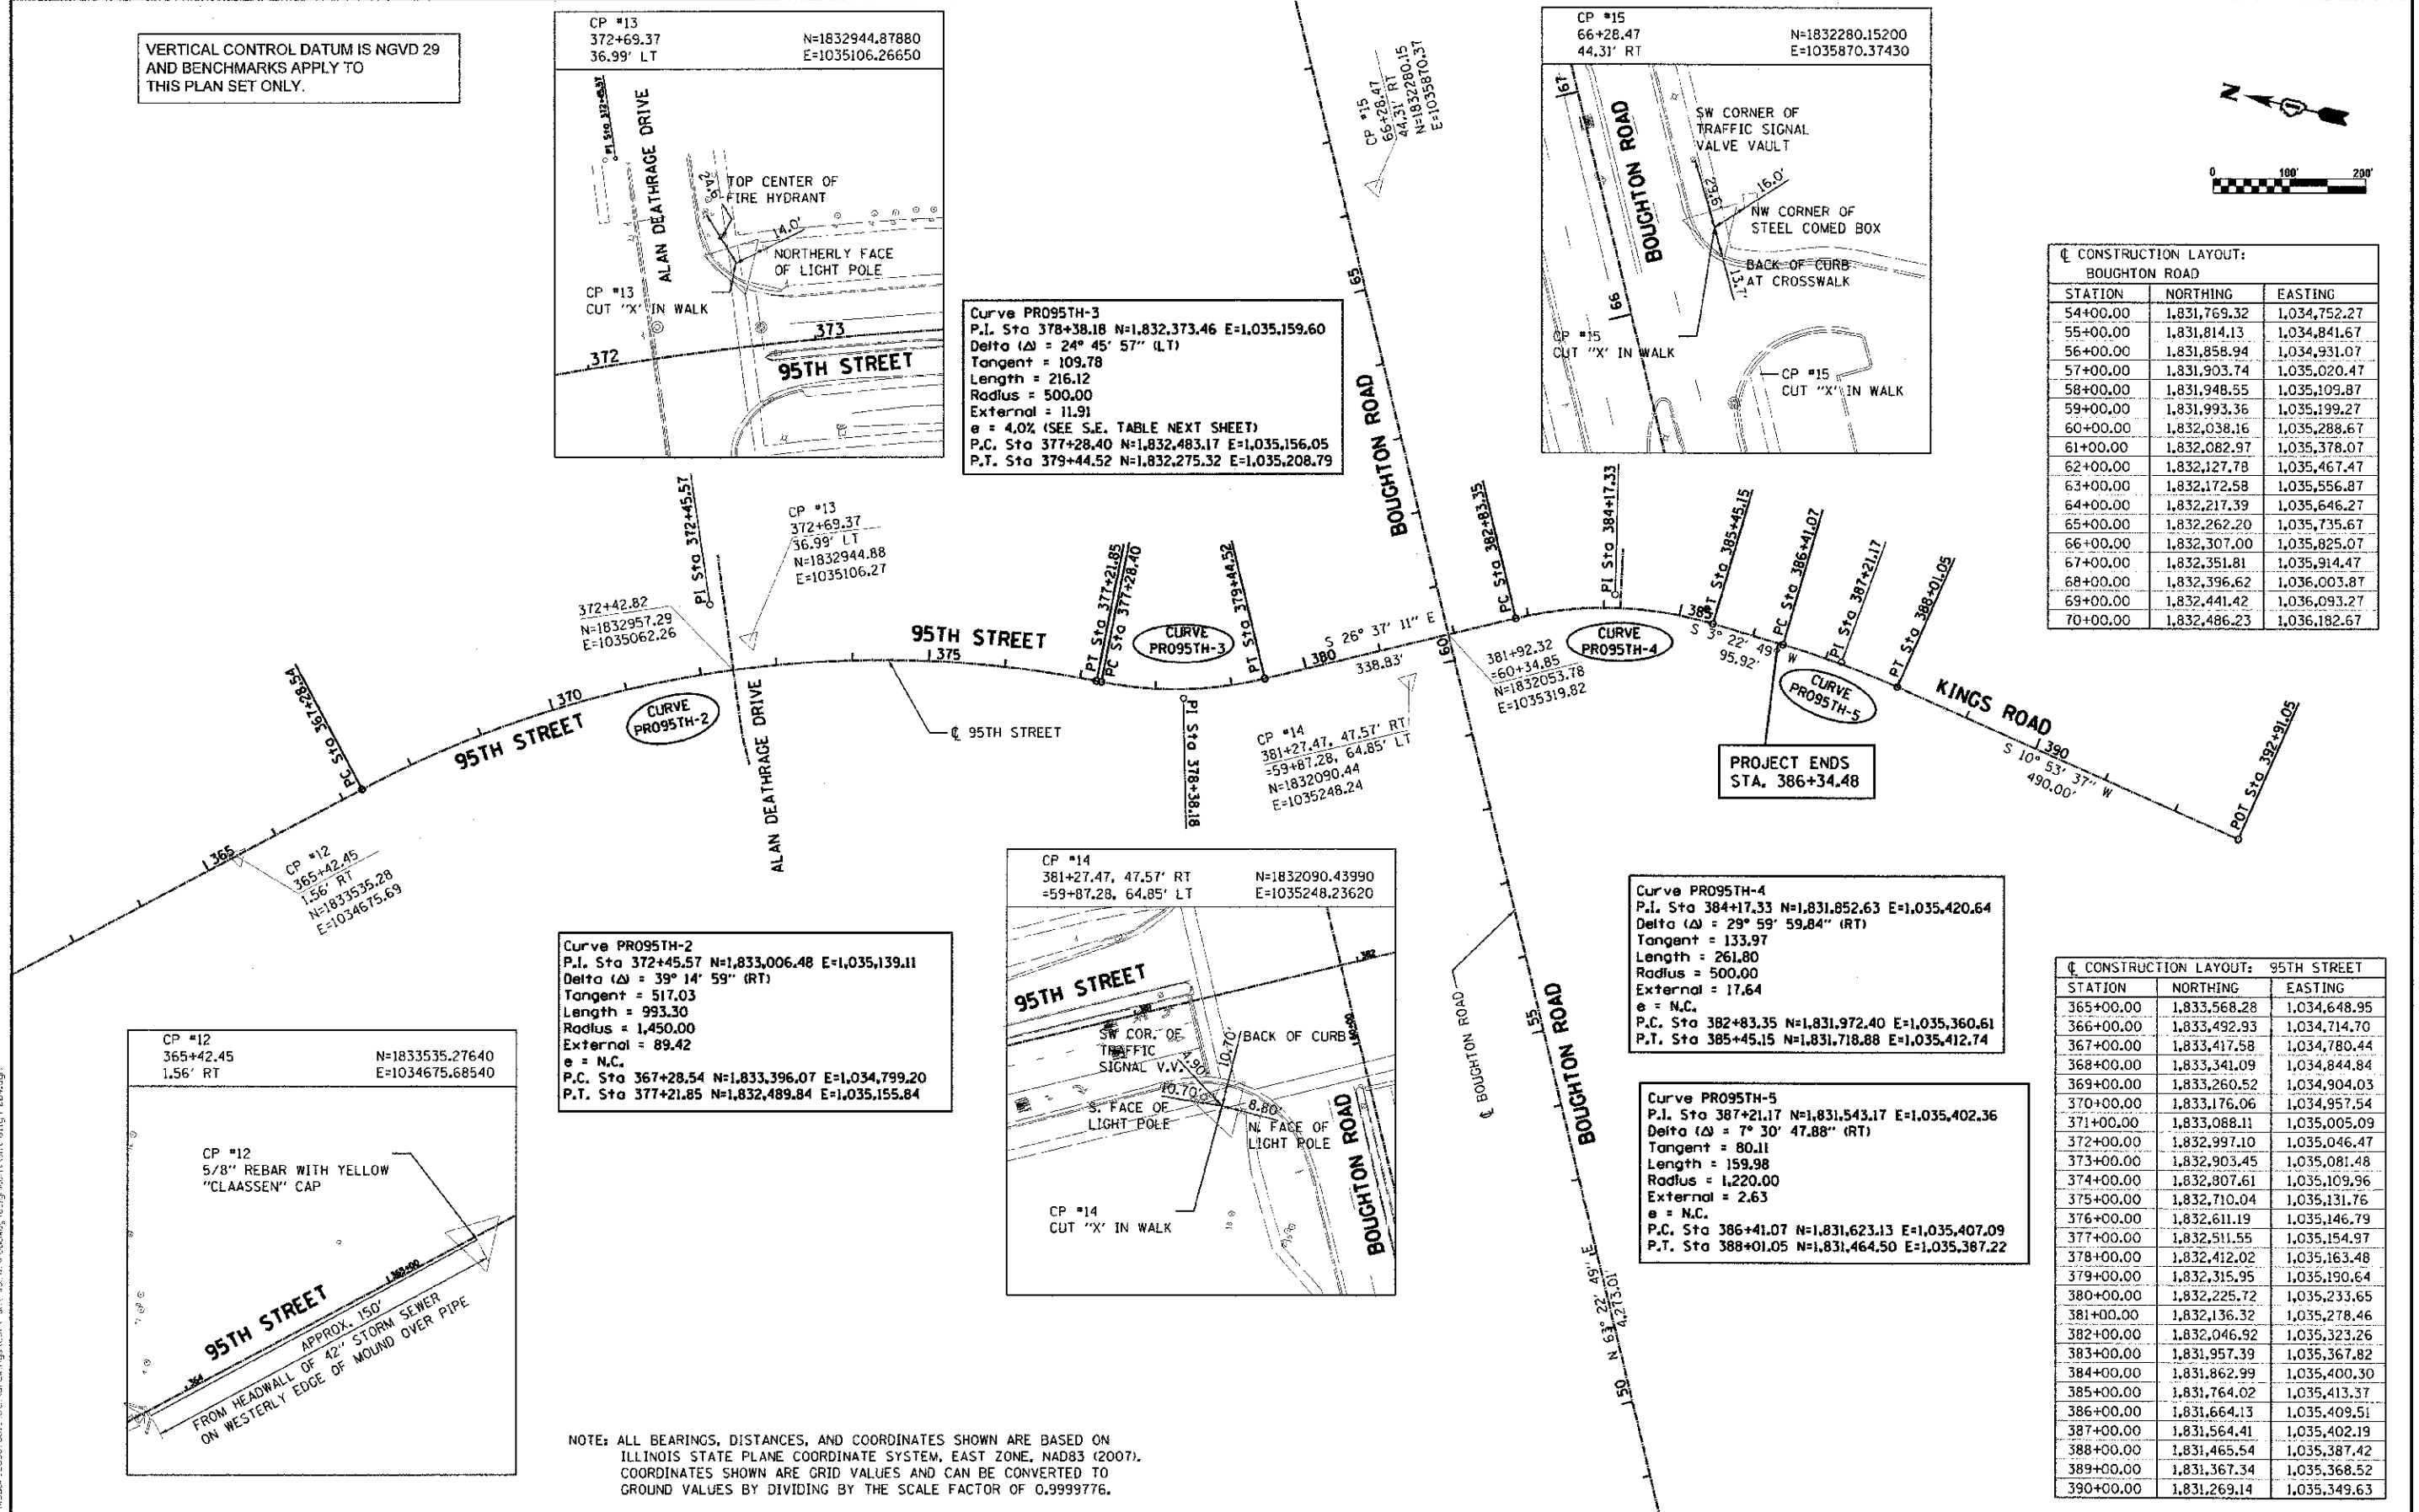 VERTICAL CONTROL DATUM IS NGVD 29
AND BENCHMARKS APPLY TO
THIS PLAN SET ONLY.
CP #13
372+69.37 N=1832944.87880
36.99' LT E=1035106.26650
PI Sta 372+45.57
ALAN DEATHRAGE DRIVE
24.6'
TOP CENTER OF
FIRE HYDRANT
14.0'
NORTHERLY FACE
OF LIGHT POLE
CP #13
CUT "X" IN WALK
372
373
95TH STREET
CP #15
66+28.47
44.31' RT
N=1832280.15
E=1035870.37
CP #15
66+28.47 N=1832280.15200
44.31' RT E=1035870.37430
67
BOUGHTON ROAD
SW CORNER OF
TRAFFIC SIGNAL
VALVE VAULT
29.6'
16.0'
NW CORNER OF
STEEL COMED BOX
BACK OF CURB
AT CROSSWALK
13.7'
66
CP #15
CUT "X" IN WALK
CP #15
CUT "X" IN WALK
N
0 100' 200'
Curve PRO95TH-3
P.I. Sta 378+38.18 N=1,832,373.46 E=1,035,159.60
Delta (Δ) = 24° 45' 57" (LT)
Tangent = 109.78
Length = 216.12
Radius = 500.00
External = 11.91
e = 4.0% (SEE S.E. TABLE NEXT SHEET)
P.C. Sta 377+28.40 N=1,832,483.17 E=1,035,156.05
P.T. Sta 379+44.52 N=1,832,275.32 E=1,035,208.79
℄ CONSTRUCTION LAYOUT:
BOUGHTON ROAD
STATION NORTHING EASTING
54+00.00 1,831,769.32 1,034,752.27
55+00.00 1,831,814.13 1,034,841.67
56+00.00 1,831,858.94 1,034,931.07
57+00.00 1,831,903.74 1,035,020.47
58+00.00 1,831,948.55 1,035,109.87
59+00.00 1,831,993.36 1,035,199.27
60+00.00 1,832,038.16 1,035,288.67
61+00.00 1,832,082.97 1,035,378.07
62+00.00 1,832,127.78 1,035,467.47
63+00.00 1,832,172.58 1,035,556.87
64+00.00 1,832,217.39 1,035,646.27
65+00.00 1,832,262.20 1,035,735.67
66+00.00 1,832,307.00 1,035,825.07
67+00.00 1,832,351.81 1,035,914.47
68+00.00 1,832,396.62 1,036,003.87
69+00.00 1,832,441.42 1,036,093.27
70+00.00 1,832,486.23 1,036,182.67
65
BOUGHTON ROAD
PC Sta 367+28.54
365
CP #12
365+42.45
1.56' RT
N=1833535.28
E=1034675.69
95TH STREET
370
CURVE
PRO95TH-2
372+42.82
N=1832957.29
E=1035062.26
PI Sta 372+45.57
CP #13
372+69.37
36.99' LT
N=1832944.88
E=1035106.27
ALAN DEATHRAGE DRIVE
95TH STREET
375
℄ 95TH STREET
PT Sta 377+21.85
PC Sta 377+28.40
CURVE
PRO95TH-3
PI Sta 378+38.18
PT Sta 379+44.52
380
S 26° 37' 11" E
338.83'
CP #14
381+27.47, 47.57' RT
=59+87.28, 64.85' LT
N=1832090.44
E=1035248.24
60
381+92.32
=60+34.85
N=1832053.78
E=1035319.82
PC Sta 382+83.35
PI Sta 384+17.33
CURVE
PRO95TH-4
385
PT Sta 385+45.15
S 3° 22' 49" W
95.92'
PC Sta 386+41.07
PI Sta 387+21.17
CURVE
PRO95TH-5
PT Sta 388+01.05
KINGS ROAD
390
S 10° 53' 37" W
490.00'
POT Sta 392+91.05
PROJECT ENDS
STA. 386+34.48
CP #14
381+27.47, 47.57' RT N=1832090.43990
=59+87.28, 64.85' LT E=1035248.23620
382
95TH STREET
SW COR. OF
TRAFFIC
SIGNAL V.V.
4.90'
10.70'
BACK OF CURB
10.70'
8.80'
S. FACE OF
LIGHT POLE
N. FACE OF
LIGHT POLE
CP #14
CUT "X" IN WALK
BOUGHTON ROAD
℄ BOUGHTON ROAD
55
BOUGHTON ROAD
N 63° 22' 49" E
4,273.01'
50
Curve PRO95TH-2
P.I. Sta 372+45.57 N=1,833,006.48 E=1,035,139.11
Delta (Δ) = 39° 14' 59" (RT)
Tangent = 517.03
Length = 993.30
Radius = 1,450.00
External = 89.42
e = N.C.
P.C. Sta 367+28.54 N=1,833,396.07 E=1,034,799.20
P.T. Sta 377+21.85 N=1,832,489.84 E=1,035,155.84
Curve PRO95TH-4
P.I. Sta 384+17.33 N=1,831,852.63 E=1,035,420.64
Delta (Δ) = 29° 59' 59.84" (RT)
Tangent = 133.97
Length = 261.80
Radius = 500.00
External = 17.64
e = N.C.
P.C. Sta 382+83.35 N=1,831,972.40 E=1,035,360.61
P.T. Sta 385+45.15 N=1,831,718.88 E=1,035,412.74
Curve PRO95TH-5
P.I. Sta 387+21.17 N=1,831,543.17 E=1,035,402.36
Delta (Δ) = 7° 30' 47.88" (RT)
Tangent = 80.11
Length = 159.98
Radius = 1,220.00
External = 2.63
e = N.C.
P.C. Sta 386+41.07 N=1,831,623.13 E=1,035,407.09
P.T. Sta 388+01.05 N=1,831,464.50 E=1,035,387.22
CP #12
365+42.45 N=1833535.27640
1.56' RT E=1034675.68540
CP #12
5/8" REBAR WITH YELLOW
"CLAASSEN" CAP
95TH STREET
364
APPROX. 150'
FROM HEADWALL OF 42" STORM SEWER
ON WESTERLY EDGE OF MOUND OVER PIPE
℄ CONSTRUCTION LAYOUT: 95TH STREET
STATION NORTHING EASTING
365+00.00 1,833,568.28 1,034,648.95
366+00.00 1,833,492.93 1,034,714.70
367+00.00 1,833,417.58 1,034,780.44
368+00.00 1,833,341.09 1,034,844.84
369+00.00 1,833,260.52 1,034,904.03
370+00.00 1,833,176.06 1,034,957.54
371+00.00 1,833,088.11 1,035,005.09
372+00.00 1,832,997.10 1,035,046.47
373+00.00 1,832,903.45 1,035,081.48
374+00.00 1,832,807.61 1,035,109.96
375+00.00 1,832,710.04 1,035,131.76
376+00.00 1,832,611.19 1,035,146.79
377+00.00 1,832,511.55 1,035,154.97
378+00.00 1,832,412.02 1,035,163.48
379+00.00 1,832,315.95 1,035,190.64
380+00.00 1,832,225.72 1,035,233.65
381+00.00 1,832,136.32 1,035,278.46
382+00.00 1,832,046.92 1,035,323.26
383+00.00 1,831,957.39 1,035,367.82
384+00.00 1,831,862.99 1,035,400.30
385+00.00 1,831,764.02 1,035,413.37
386+00.00 1,831,664.13 1,035,409.51
387+00.00 1,831,564.41 1,035,402.19
388+00.00 1,831,465.54 1,035,387.42
389+00.00 1,831,367.34 1,035,368.52
390+00.00 1,831,269.14 1,035,349.63
NOTE: ALL BEARINGS, DISTANCES, AND COORDINATES SHOWN ARE BASED ON
ILLINOIS STATE PLANE COORDINATE SYSTEM, EAST ZONE, NAD83 (2007).
COORDINATES SHOWN ARE GRID VALUES AND CAN BE CONVERTED TO
GROUND VALUES BY DIVIDING BY THE SCALE FACTOR OF 0.9999776.